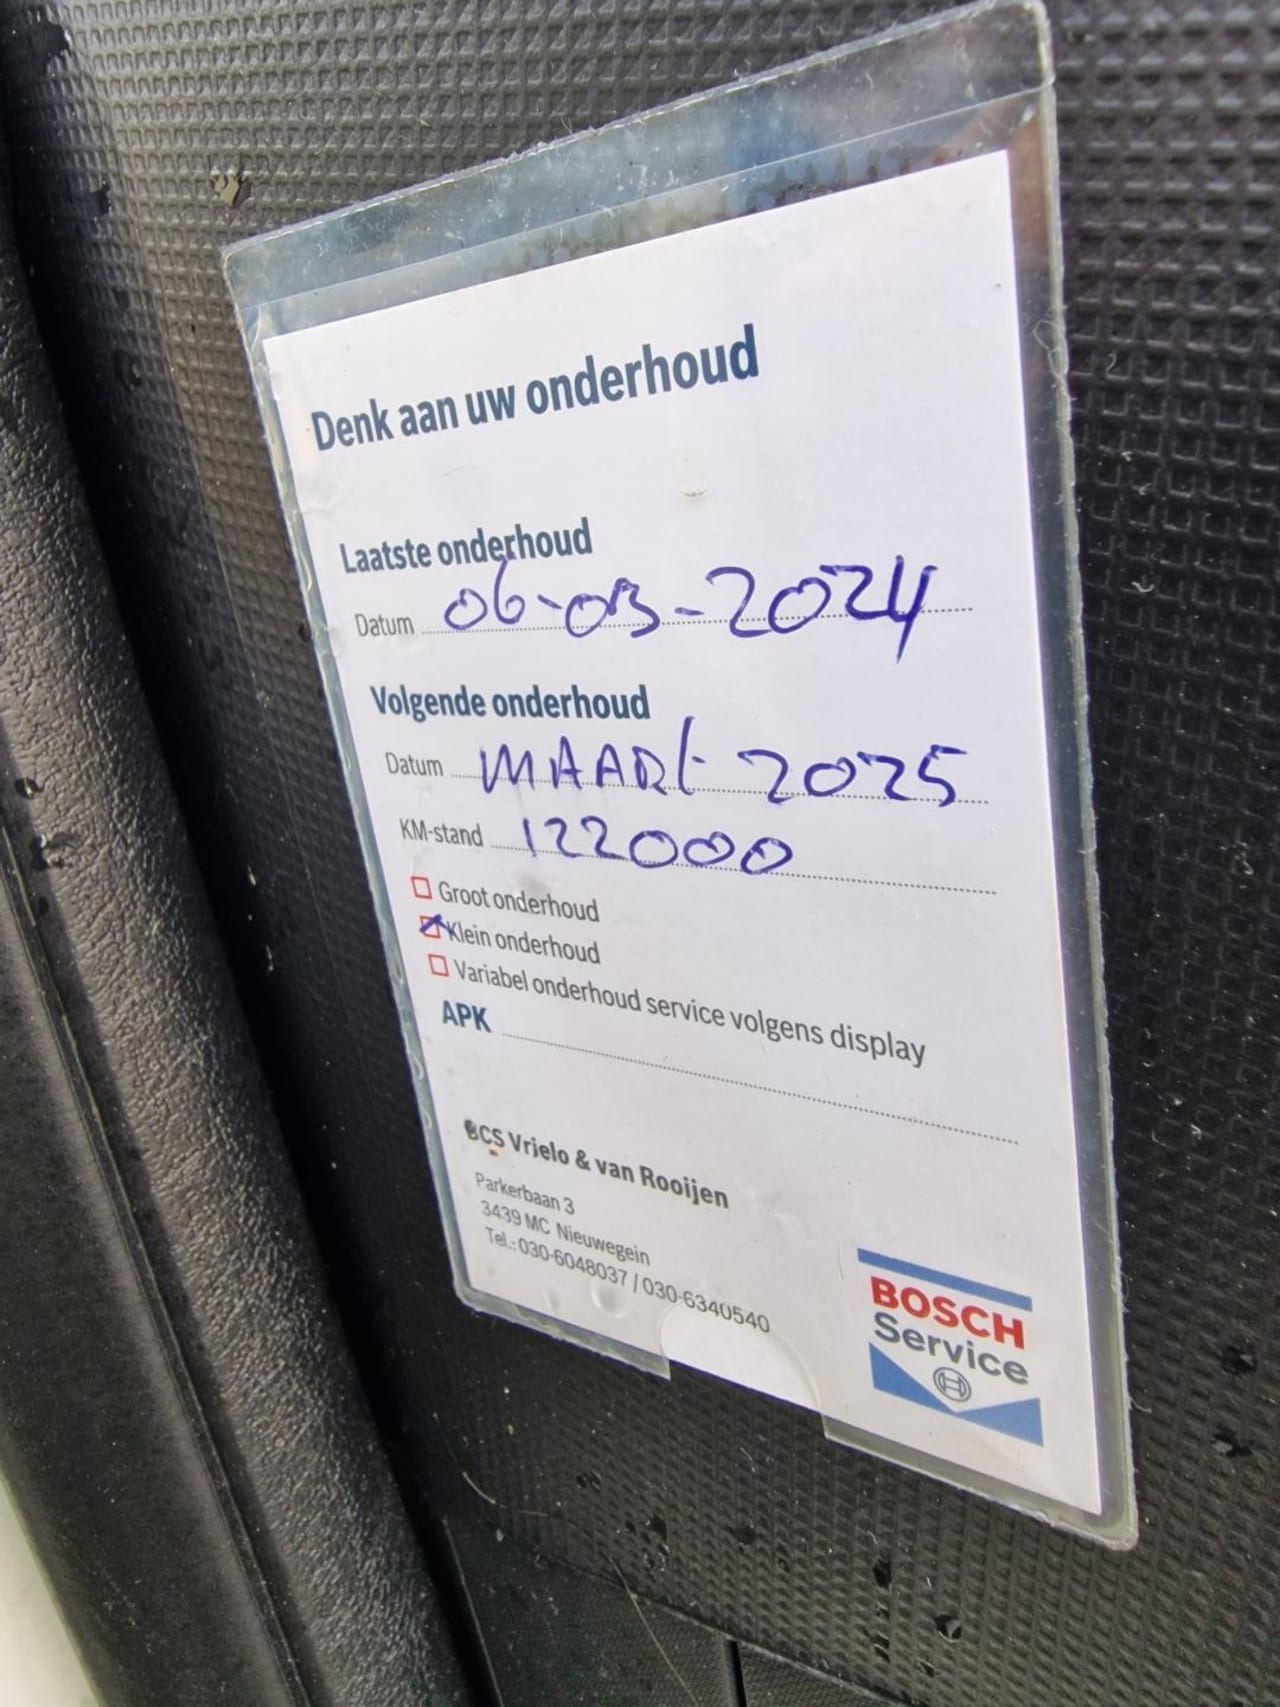 Denk aan uw onderhoud
Laatste onderhoud
Datum 06-03-2024
Volgende onderhoud
Datum MAART 2025
KM-stand 122000
Groot onderhoud
Klein onderhoud
Variabel onderhoud service volgens display
APK
BCS Vrielo & van Rooijen
Parkerbaan 3
3439 MC Nieuwegein
Tel.: 030-6048037 / 030-6340540
BOSCH
Service